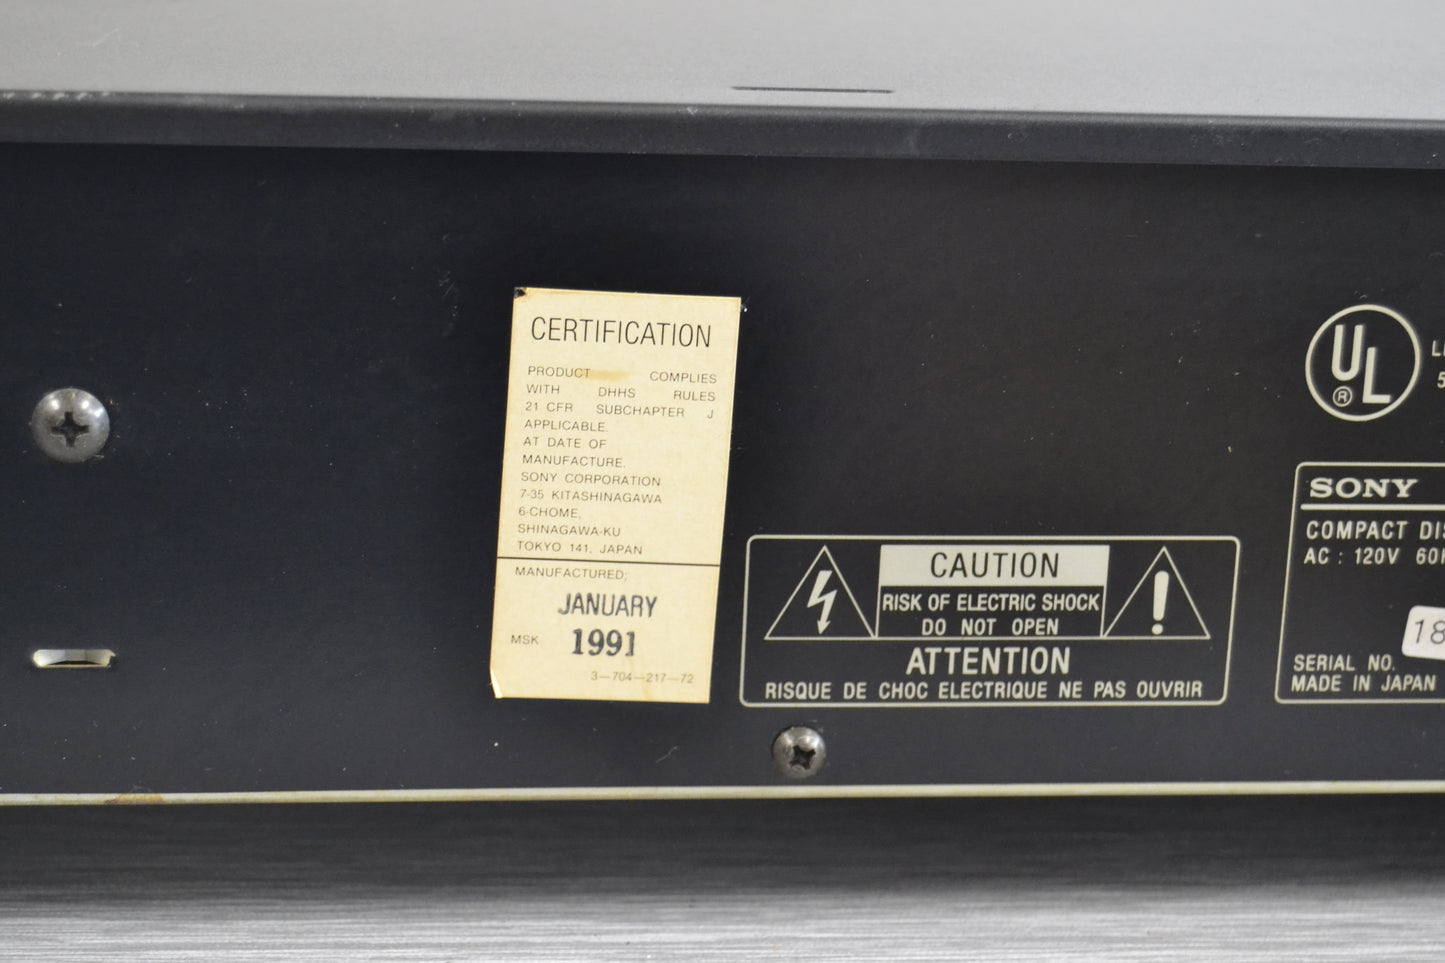 CERTIFICATION
PRODUCT COMPLIES
WITH DHHS RULES
21 CFR SUBCHAPTER J
APPLICABLE.
AT DATE OF
MANUFACTURE.
SONY CORPORATION
7-35 KITASHINAGAWA
6-CHOME,
SHINAGAWA-KU
TOKYO 141, JAPAN
MANUFACTURED;
JANUARY
MSK 1991
3—704—217—72
CAUTION
RISK OF ELECTRIC SHOCK
DO NOT OPEN
ATTENTION
RISQUE DE CHOC ELECTRIQUE NE PAS OUVRIR
UL
®
SONY
COMPACT
AC : 120V
18
SERIAL NO.
MADE IN JAPAN